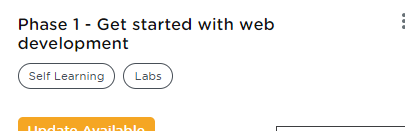 Phase 1 - Get started with web
development
Self Learning
Labs
Update Available